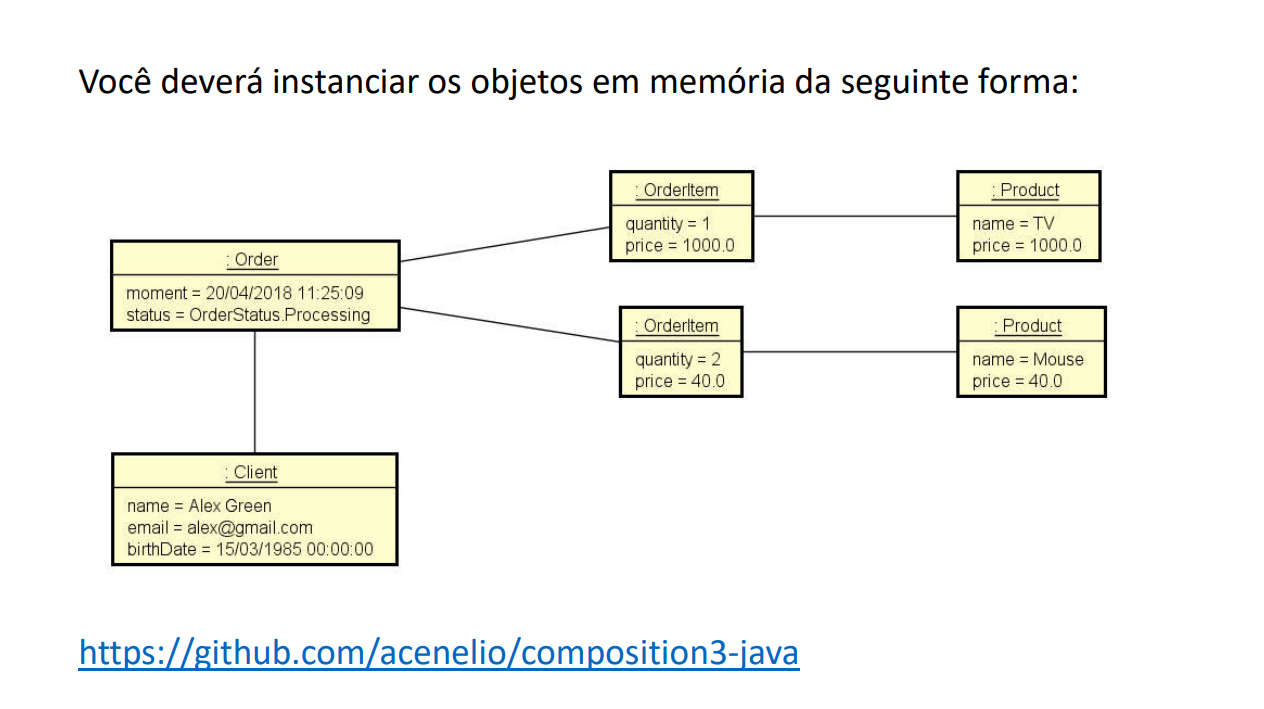 Você deverá instanciar os objetos em memória da seguinte forma:
: OrderItem
quantity = 1
price = 1000.0
: Product
name = TV
price = 1000.0
: Order
moment = 20/04/2018 11:25:09
status = OrderStatus.Processing
: OrderItem
quantity = 2
price = 40.0
: Product
name = Mouse
price = 40.0
: Client
name = Alex Green
email = alex@gmail.com
birthDate = 15/03/1985 00:00:00
https://github.com/acenelio/composition3-java